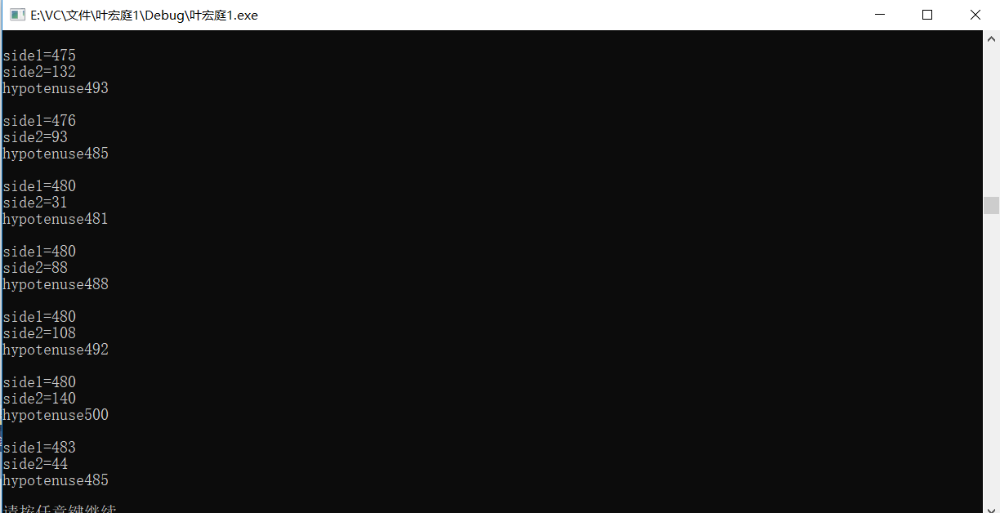 E:\VC\文件\叶宏庭1\Debug\叶宏庭1.exe
side1=475
side2=132
hypotenuse493
side1=476
side2=93
hypotenuse485
side1=480
side2=31
hypotenuse481
side1=480
side2=88
hypotenuse488
side1=480
side2=108
hypotenuse492
side1=480
side2=140
hypotenuse500
side1=483
side2=44
hypotenuse485
请按任意键继续